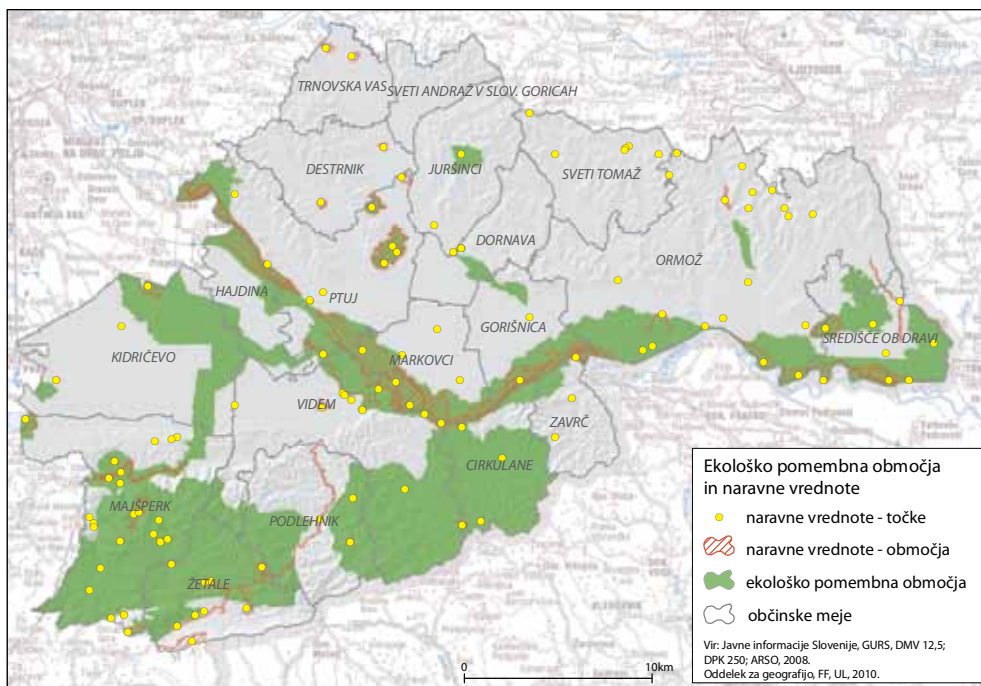 TRNOVSKA VAS
SVETI ANDRAŽ V SLOV. GORICAH
DESTRNIK
JURŠINCI
SVETI TOMAŽ
DORNAVA
ORMOŽ
HAJDINA
PTUJ
GORIŠNICA
KIDRIČEVO
MARKOVCI
SREDIŠČE OB DRAVI
VIDEM
ZAVRČ
CIRKULANE
MAJŠPERK
PODLEHNIK
ŽETALE
Ekološko pomembna območja
in naravne vrednote
naravne vrednote - točke
naravne vrednote - območja
ekološko pomembna območja
občinske meje
Vir: Javne informacije Slovenije, GURS, DMV 12,5;
DPK 250; ARSO, 2008.
Oddelek za geografijo, FF, UL, 2010.
0 10km